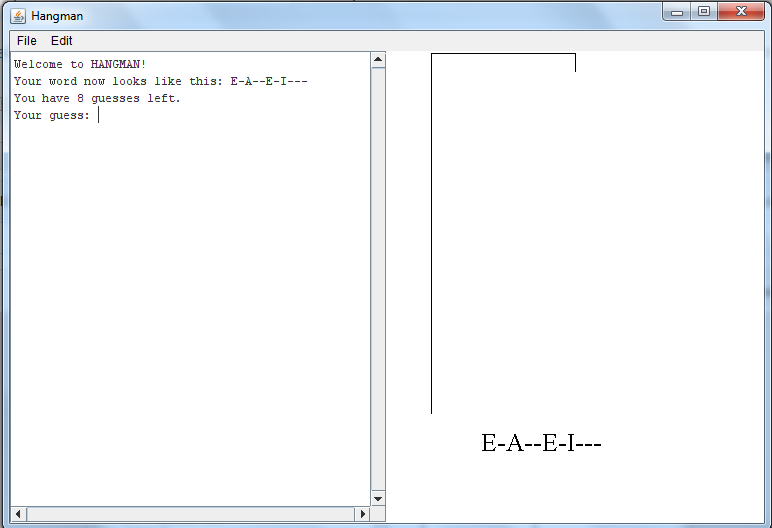 Hangman
File Edit
Welcome to HANGMAN!
Your word now looks like this: E-A--E-I---
You have 8 guesses left.
Your guess:
E-A--E-I---